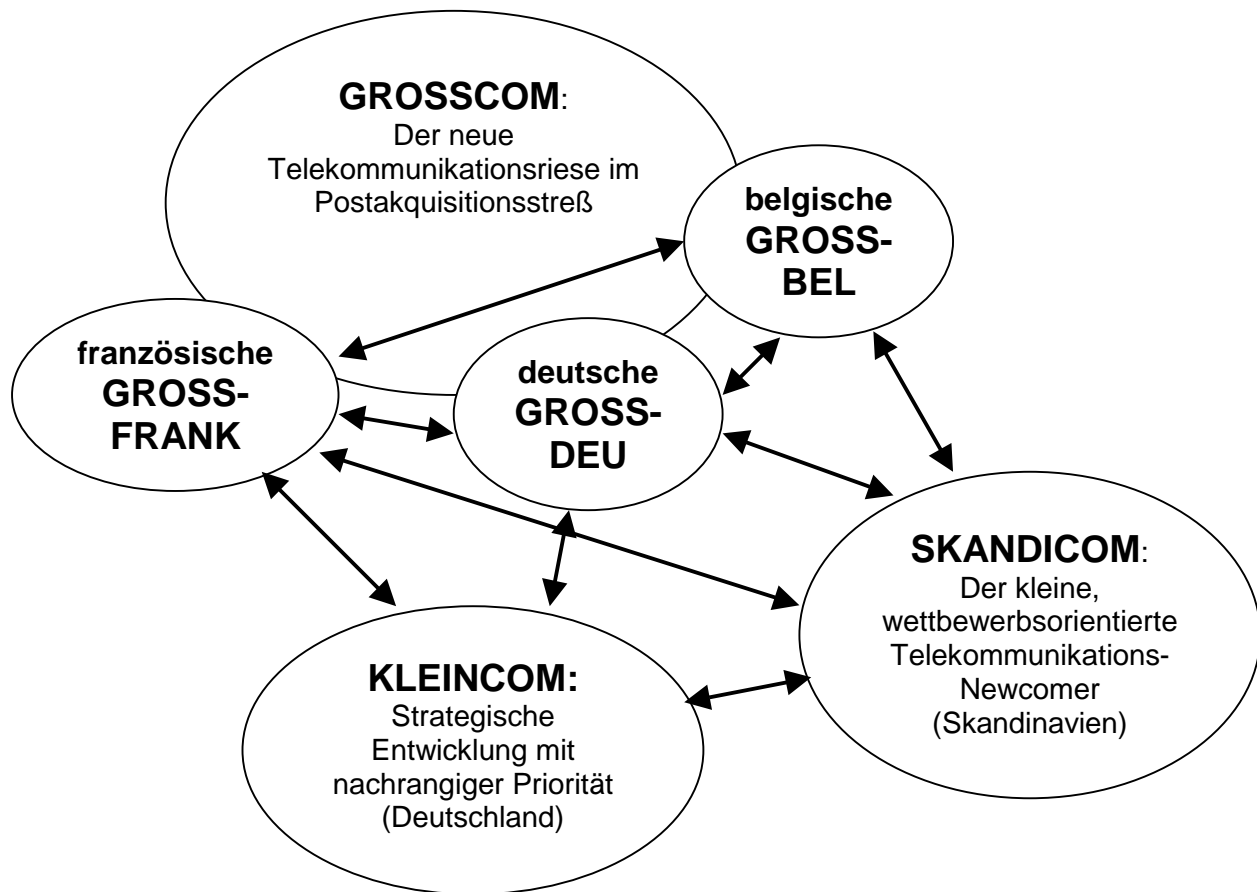 GROSSCOM:
Der neue
Telekommunikationsriese im
Postakquisitionsstreß
belgische
GROSS-
BEL
französische
GROSS-
FRANK
deutsche
GROSS-
DEU
SKANDICOM:
Der kleine,
wettbewerbsorientierte
Telekommunikations-
Newcomer
(Skandinavien)
KLEINCOM:
Strategische
Entwicklung mit
nachrangiger Priorität
(Deutschland)